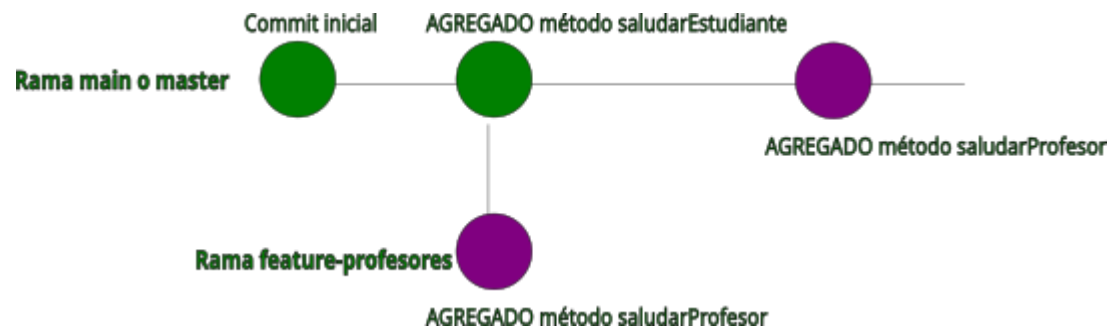 Commit inicial
AGREGADO método saludarEstudiante
Rama main o master
AGREGADO método saludarProfesor
Rama feature-profesores
AGREGADO método saludarProfesor